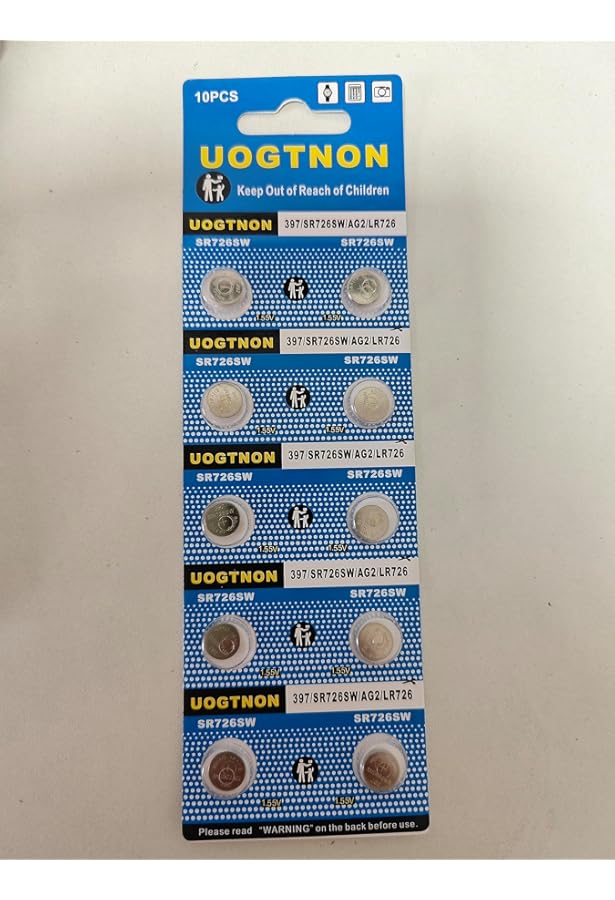 10PCS
UOGTNON
Keep Out of Reach of Children
UOGTNON 397/SR726SW/AG2/LR726
SR726SW SR726SW
1.55V 1.55V
UOGTNON 397/SR726SW/AG2/LR726
SR726SW SR726SW
1.55V 1.55V
UOGTNON 397/SR726SW/AG2/LR726
SR726SW SR726SW
1.55V 1.55V
UOGTNON 397/SR726SW/AG2/LR726
SR726SW SR726SW
1.55V 1.55V
UOGTNON 397/SR726SW/AG2/LR726
SR726SW SR726SW
1.55V 1.55V
Please read "WARNING" on the back before use.